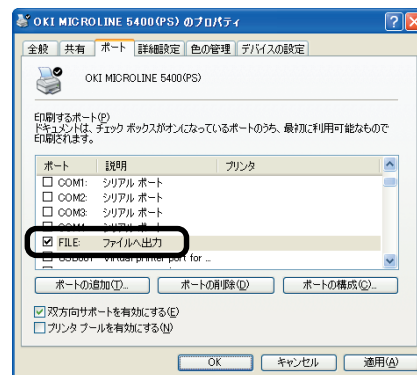 OKI MICROLINE 5400(PS) のプロパティ
全般 共有 ポート 詳細設定 色の管理 デバイスの設定
OKI MICROLINE 5400(PS)
印刷するポート(P)
ドキュメントは、チェック ボックスがオンになっているポートのうち、最初に利用可能なもので
印刷されます。
ポート 説明 プリンタ
COM1: シリアル ポート
COM2: シリアル ポート
COM3: シリアル ポート
COM4: シリアル ポート
FILE: ファイルへ出力
USB001 Virtual printer port for ...
ポートの追加(T)... ポートの削除(D) ポートの構成(C)...
双方向サポートを有効にする(E)
プリンタ プールを有効にする(N)
OK キャンセル 適用(A)